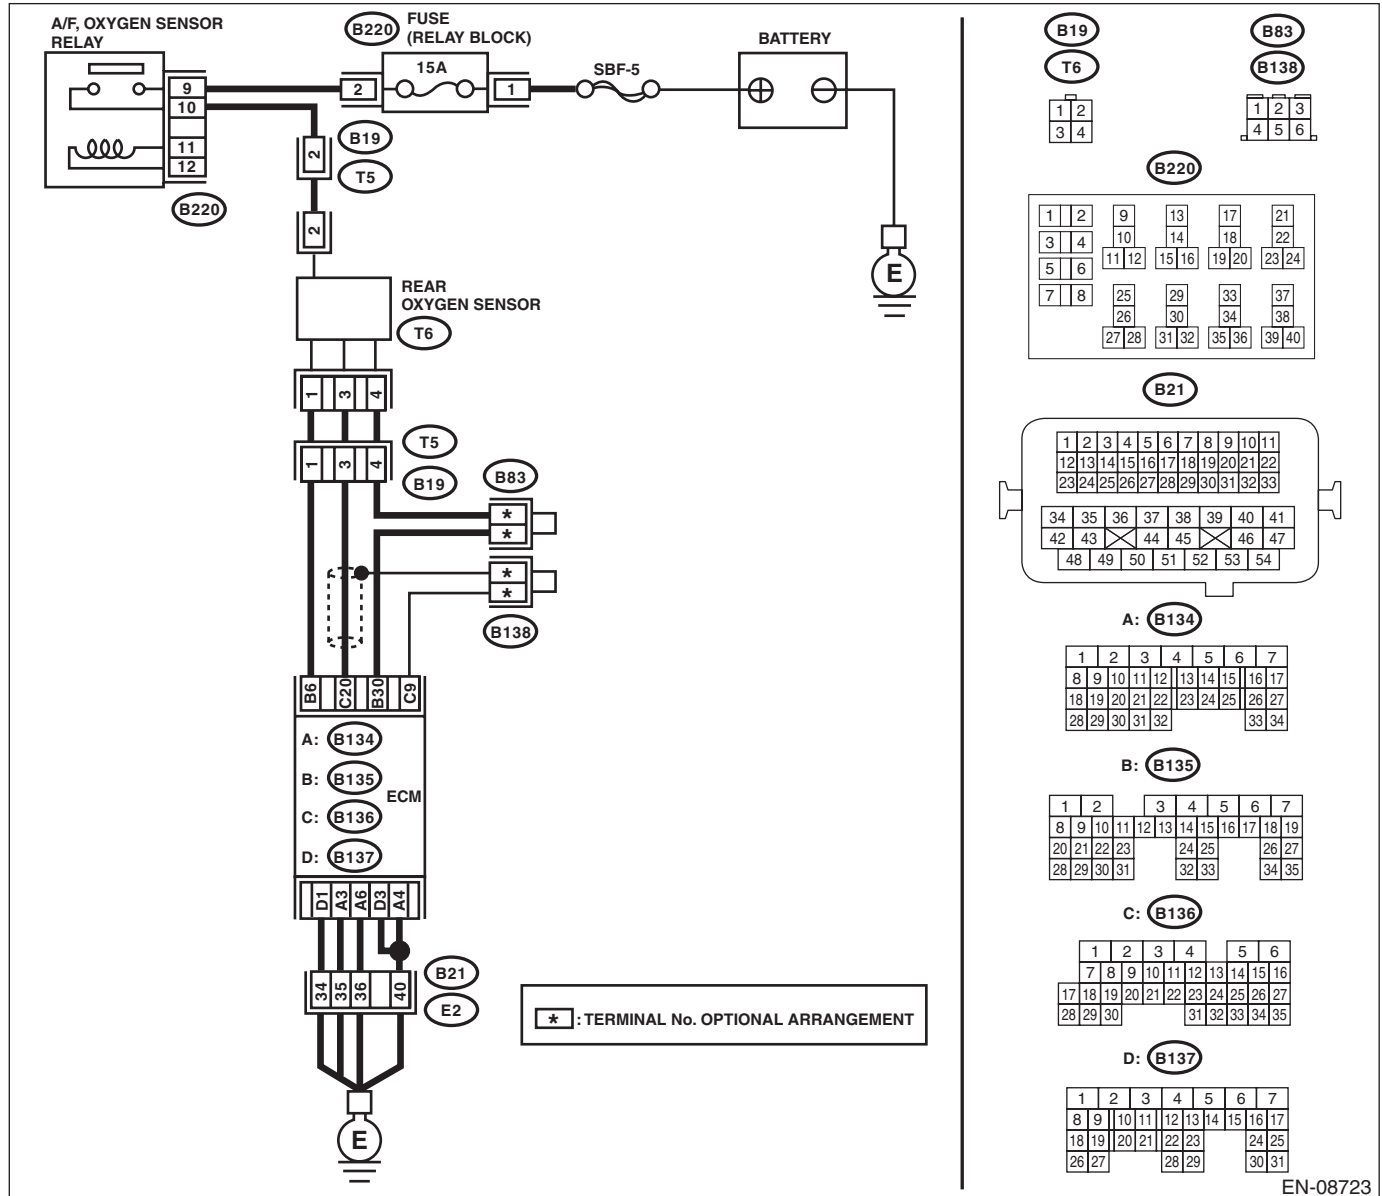 A/F, OXYGEN SENSOR
RELAY
9
10
11
12
B220
B220
FUSE
(RELAY BLOCK)
2
15A
1
SBF-5
BATTERY
E
2
B19
T5
2
REAR
OXYGEN SENSOR
T6
1 3 4
T5
1 3 4
B19
B83
*
*
*
*
B138
B6 C20 B30 C9
A: B134
B: B135
ECM
C: B136
D: B137
D1 A3 A6 D3 A4
B21
34 35 36 40
E2
E
* : TERMINAL No. OPTIONAL ARRANGEMENT
B19
T6
1 2
3 4
B83
B138
1 2 3
4 5 6
B220
1 2 9 13 17 21
3 4 10 14 18 22
5 6 11 12 15 16 19 20 23 24
7 8 25 29 33 37
26 30 34 38
27 28 31 32 35 36 39 40
B21
1 2 3 4 5 6 7 8 9 10 11
12 13 14 15 16 17 18 19 20 21 22
23 24 25 26 27 28 29 30 31 32 33
34 35 36 37 38 39 40 41
42 43 44 45 46 47
48 49 50 51 52 53 54
A: B134
1 2 3 4 5 6 7
8 9 10 11 12 13 14 15 16 17
18 19 20 21 22 23 24 25 26 27
28 29 30 31 32 33 34
B: B135
1 2 3 4 5 6 7
8 9 10 11 12 13 14 15 16 17 18 19
20 21 22 23 24 25 26 27
28 29 30 31 32 33 34 35
C: B136
1 2 3 4 5 6
7 8 9 10 11 12 13 14 15 16
17 18 19 20 21 22 23 24 25 26 27
28 29 30 31 32 33 34 35
D: B137
1 2 3 4 5 6 7
8 9 10 11 12 13 14 15 16 17
18 19 20 21 22 23 24 25
26 27 28 29 30 31
EN-08723